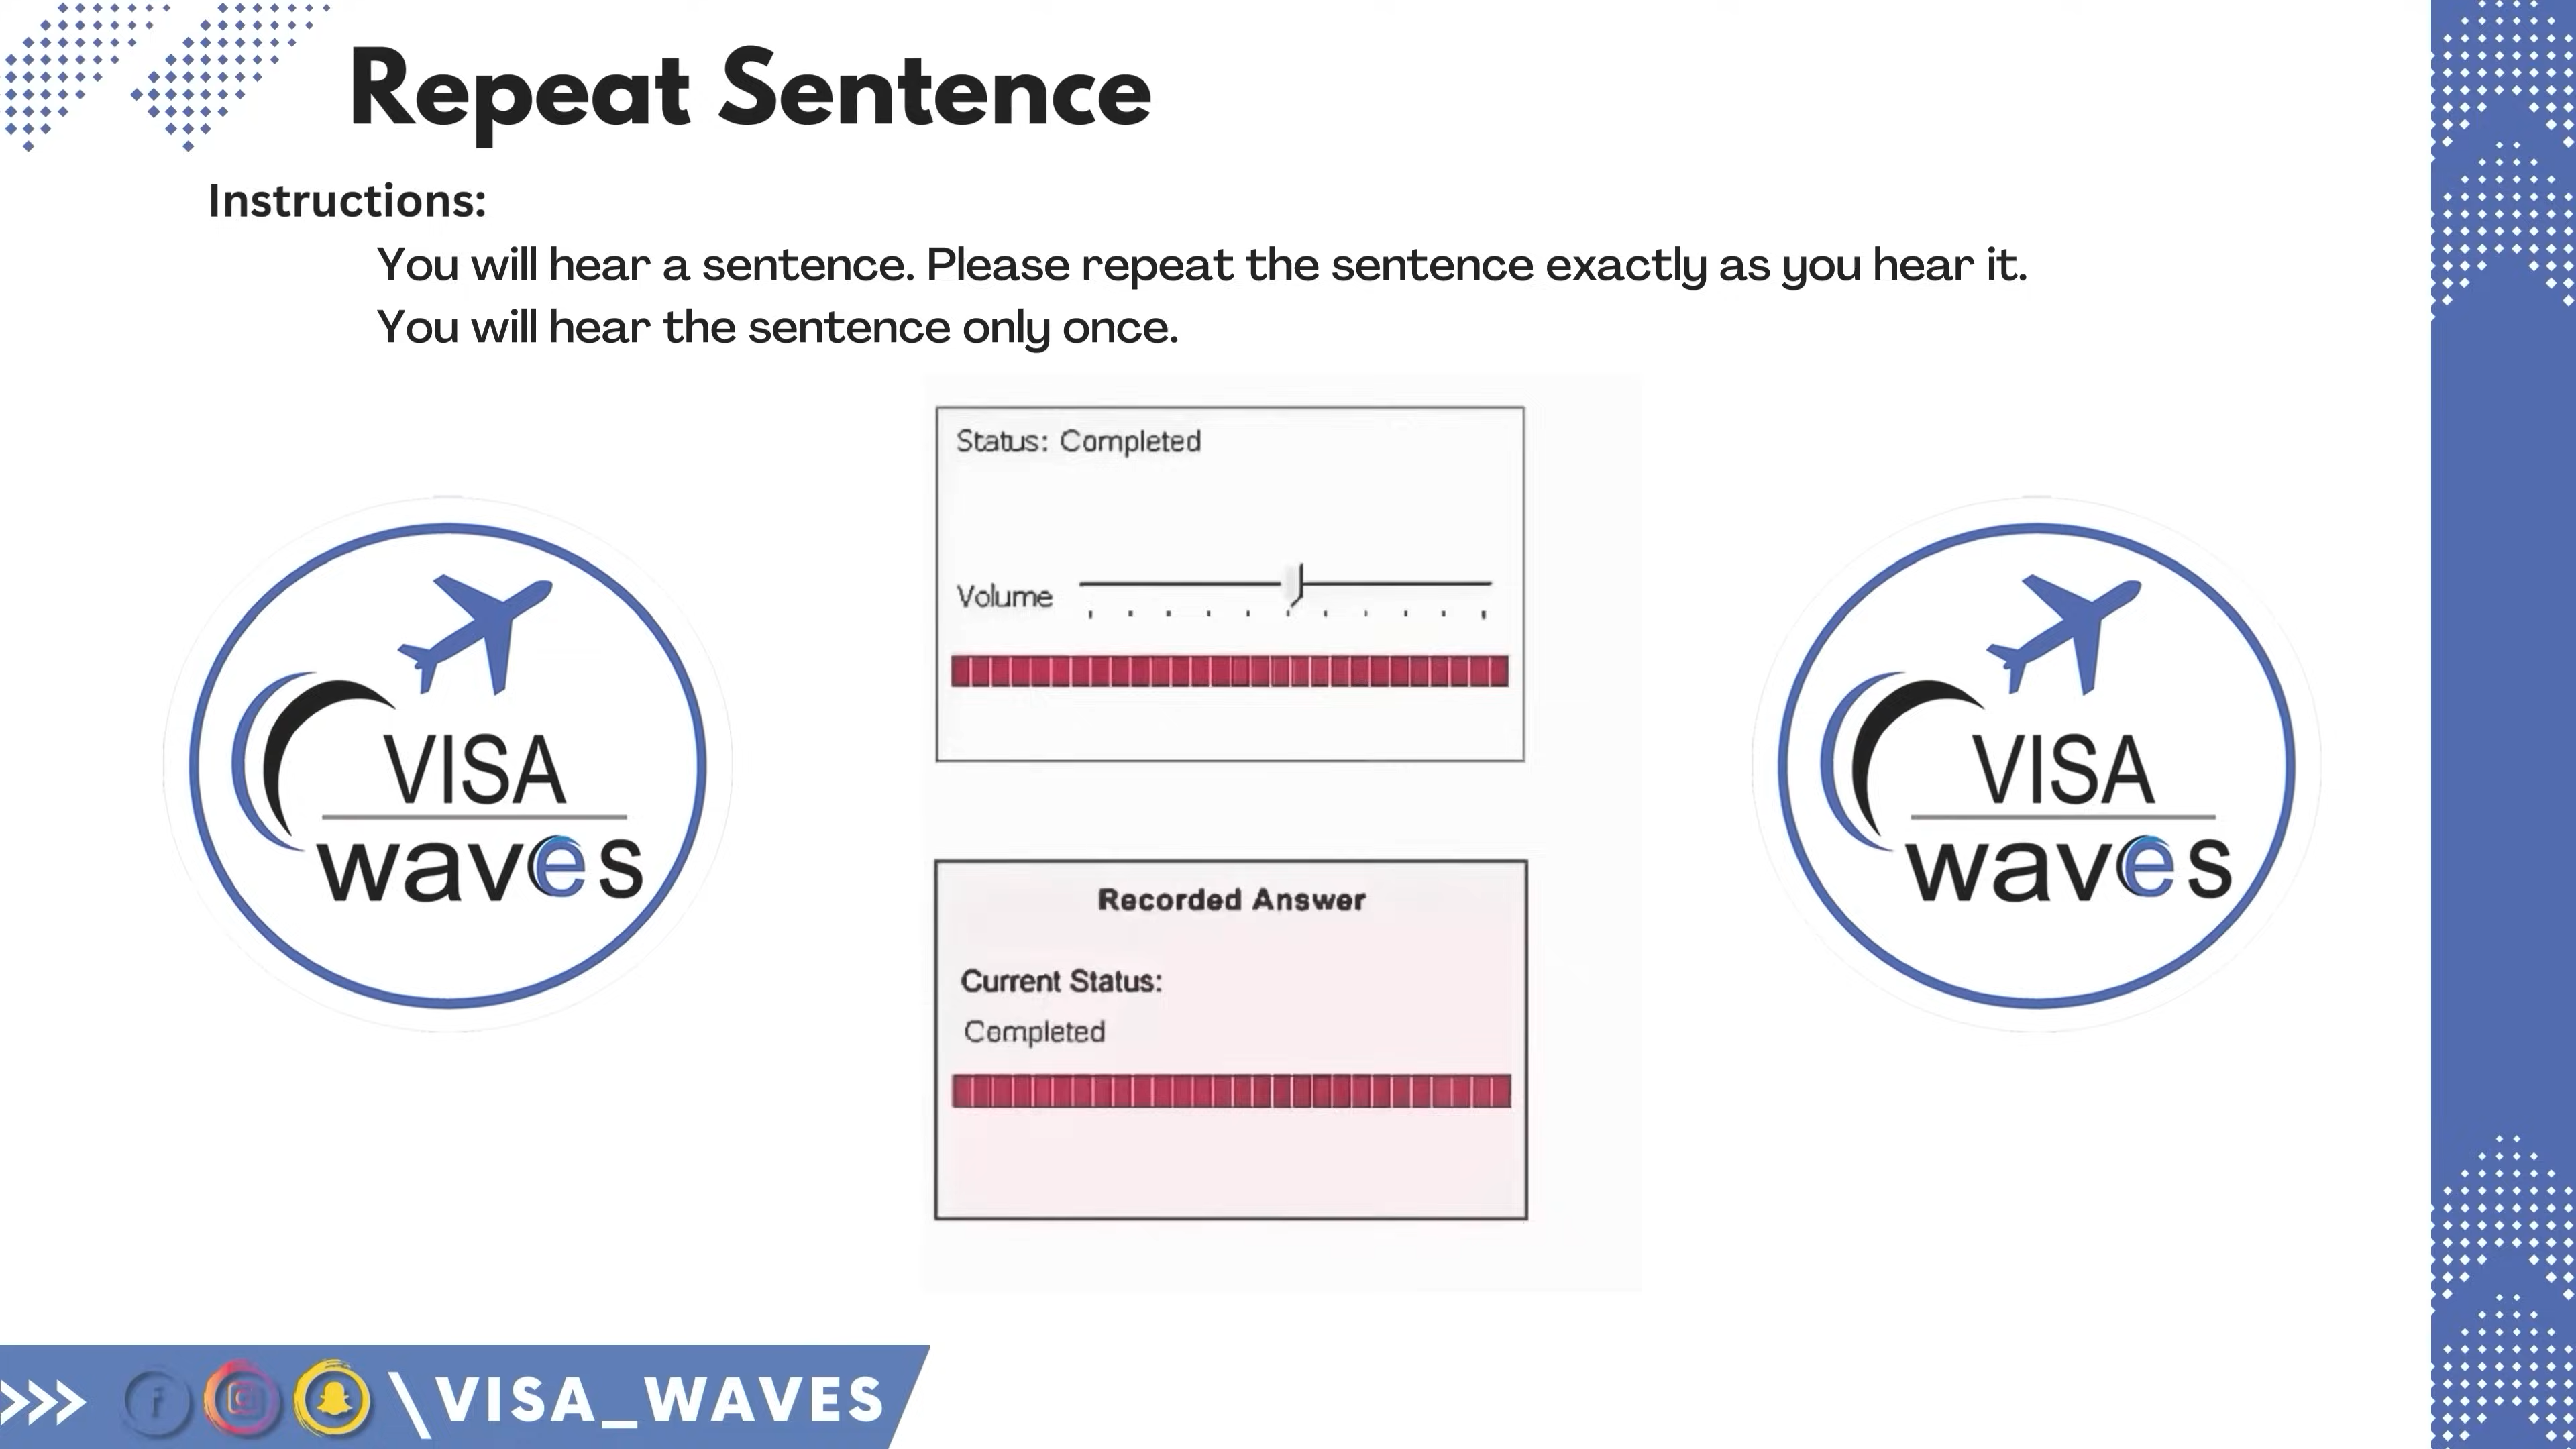 Repeat Sentence
Instructions:
You will hear a sentence. Please repeat the sentence exactly as you hear it.
You will hear the sentence only once.
Status: Completed
Volume
VISA
waves
Recorded Answer
Current Status:
Completed
VISA
waves
\VISA_WAVES